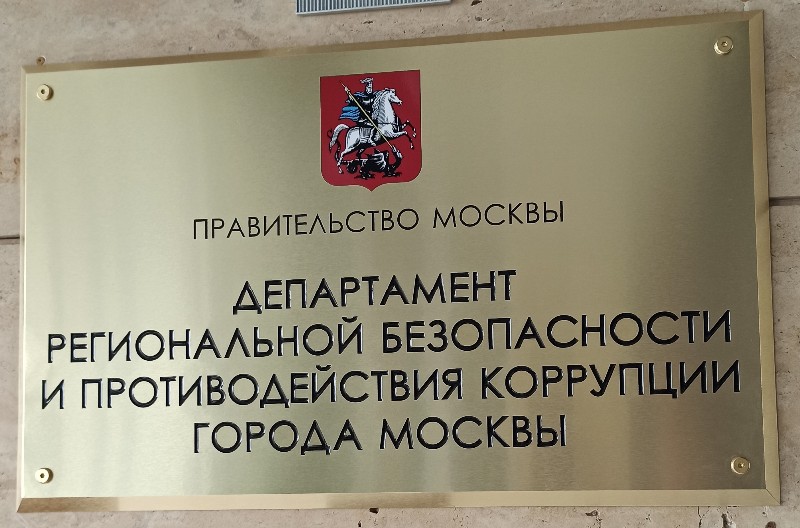 ПРАВИТЕЛЬСТВО МОСКВЫ
ДЕПАРТАМЕНТ
РЕГИОНАЛЬНОЙ БЕЗОПАСНОСТИ
И ПРОТИВОДЕЙСТВИЯ КОРРУПЦИИ
ГОРОДА МОСКВЫ